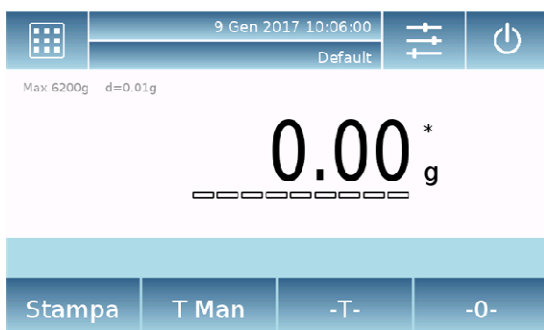 9 Gen 2017 10:06:00
Default
Max 6200g d=0.01g
0.00 * g
Stampa T Man -T- -0-